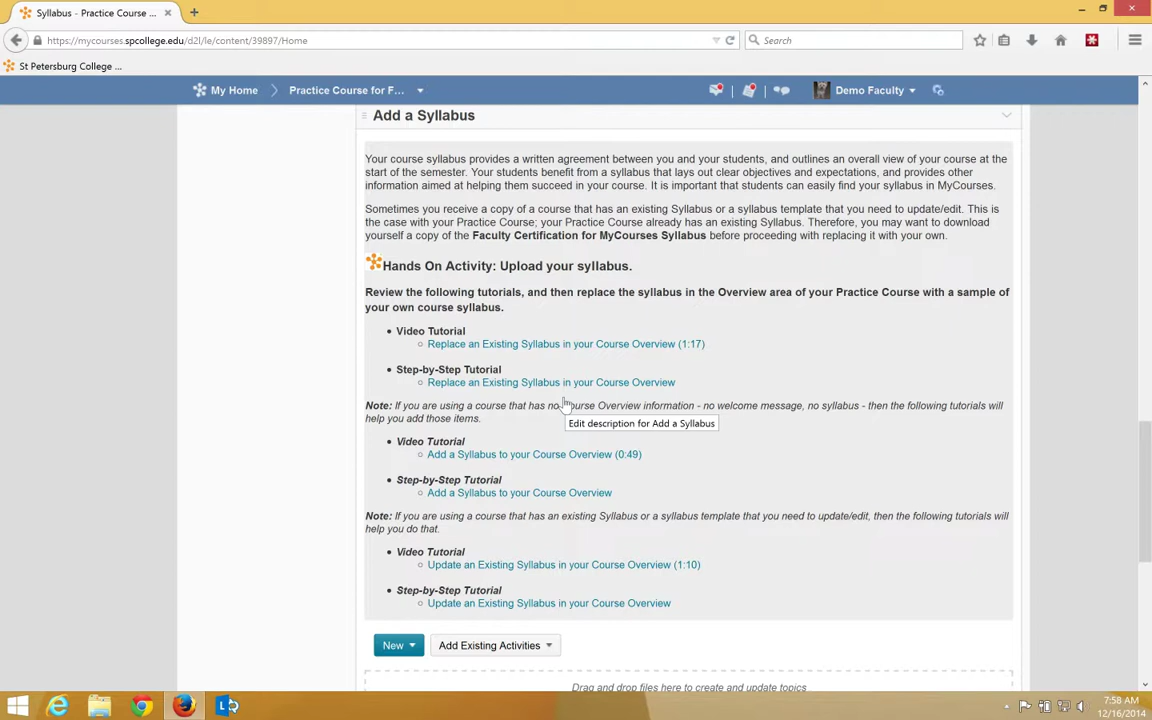 Syllabus - Practice Course ...
https://mycourses.spcollege.edu/d2l/le/content/39897/Home
Search
St Petersburg College ...
My Home
Practice Course for F...
Demo Faculty
Add a Syllabus
Your course syllabus provides a written agreement between you and your students, and outlines an overall view of your course at the
start of the semester. Your students benefit from a syllabus that lays out clear objectives and expectations, and provides other
information aimed at helping them succeed in your course. It is important that students can easily find your syllabus in MyCourses.
Sometimes you receive a copy of a course that has an existing Syllabus or a syllabus template that you need to update/edit. This is
the case with your Practice Course; your Practice Course already has an existing Syllabus. Therefore, you may want to download
yourself a copy of the Faculty Certification for MyCourses Syllabus before proceeding with replacing it with your own.
Hands On Activity: Upload your syllabus.
Review the following tutorials, and then replace the syllabus in the Overview area of your Practice Course with a sample of
your own course syllabus.
Video Tutorial
Replace an Existing Syllabus in your Course Overview (1:17)
Step-by-Step Tutorial
Replace an Existing Syllabus in your Course Overview
Note: If you are using a course that has no course Overview information - no welcome message, no syllabus - then the following tutorials will
help you add those items.
Edit description for Add a Syllabus
Video Tutorial
Add a Syllabus to your Course Overview (0:49)
Step-by-Step Tutorial
Add a Syllabus to your Course Overview
Note: If you are using a course that has an existing Syllabus or a syllabus template that you need to update/edit, then the following tutorials will
help you do that.
Video Tutorial
Update an Existing Syllabus in your Course Overview (1:10)
Step-by-Step Tutorial
Update an Existing Syllabus in your Course Overview
New
Add Existing Activities
Drag and drop files here to create and update topics
7:58 AM
12/16/2014